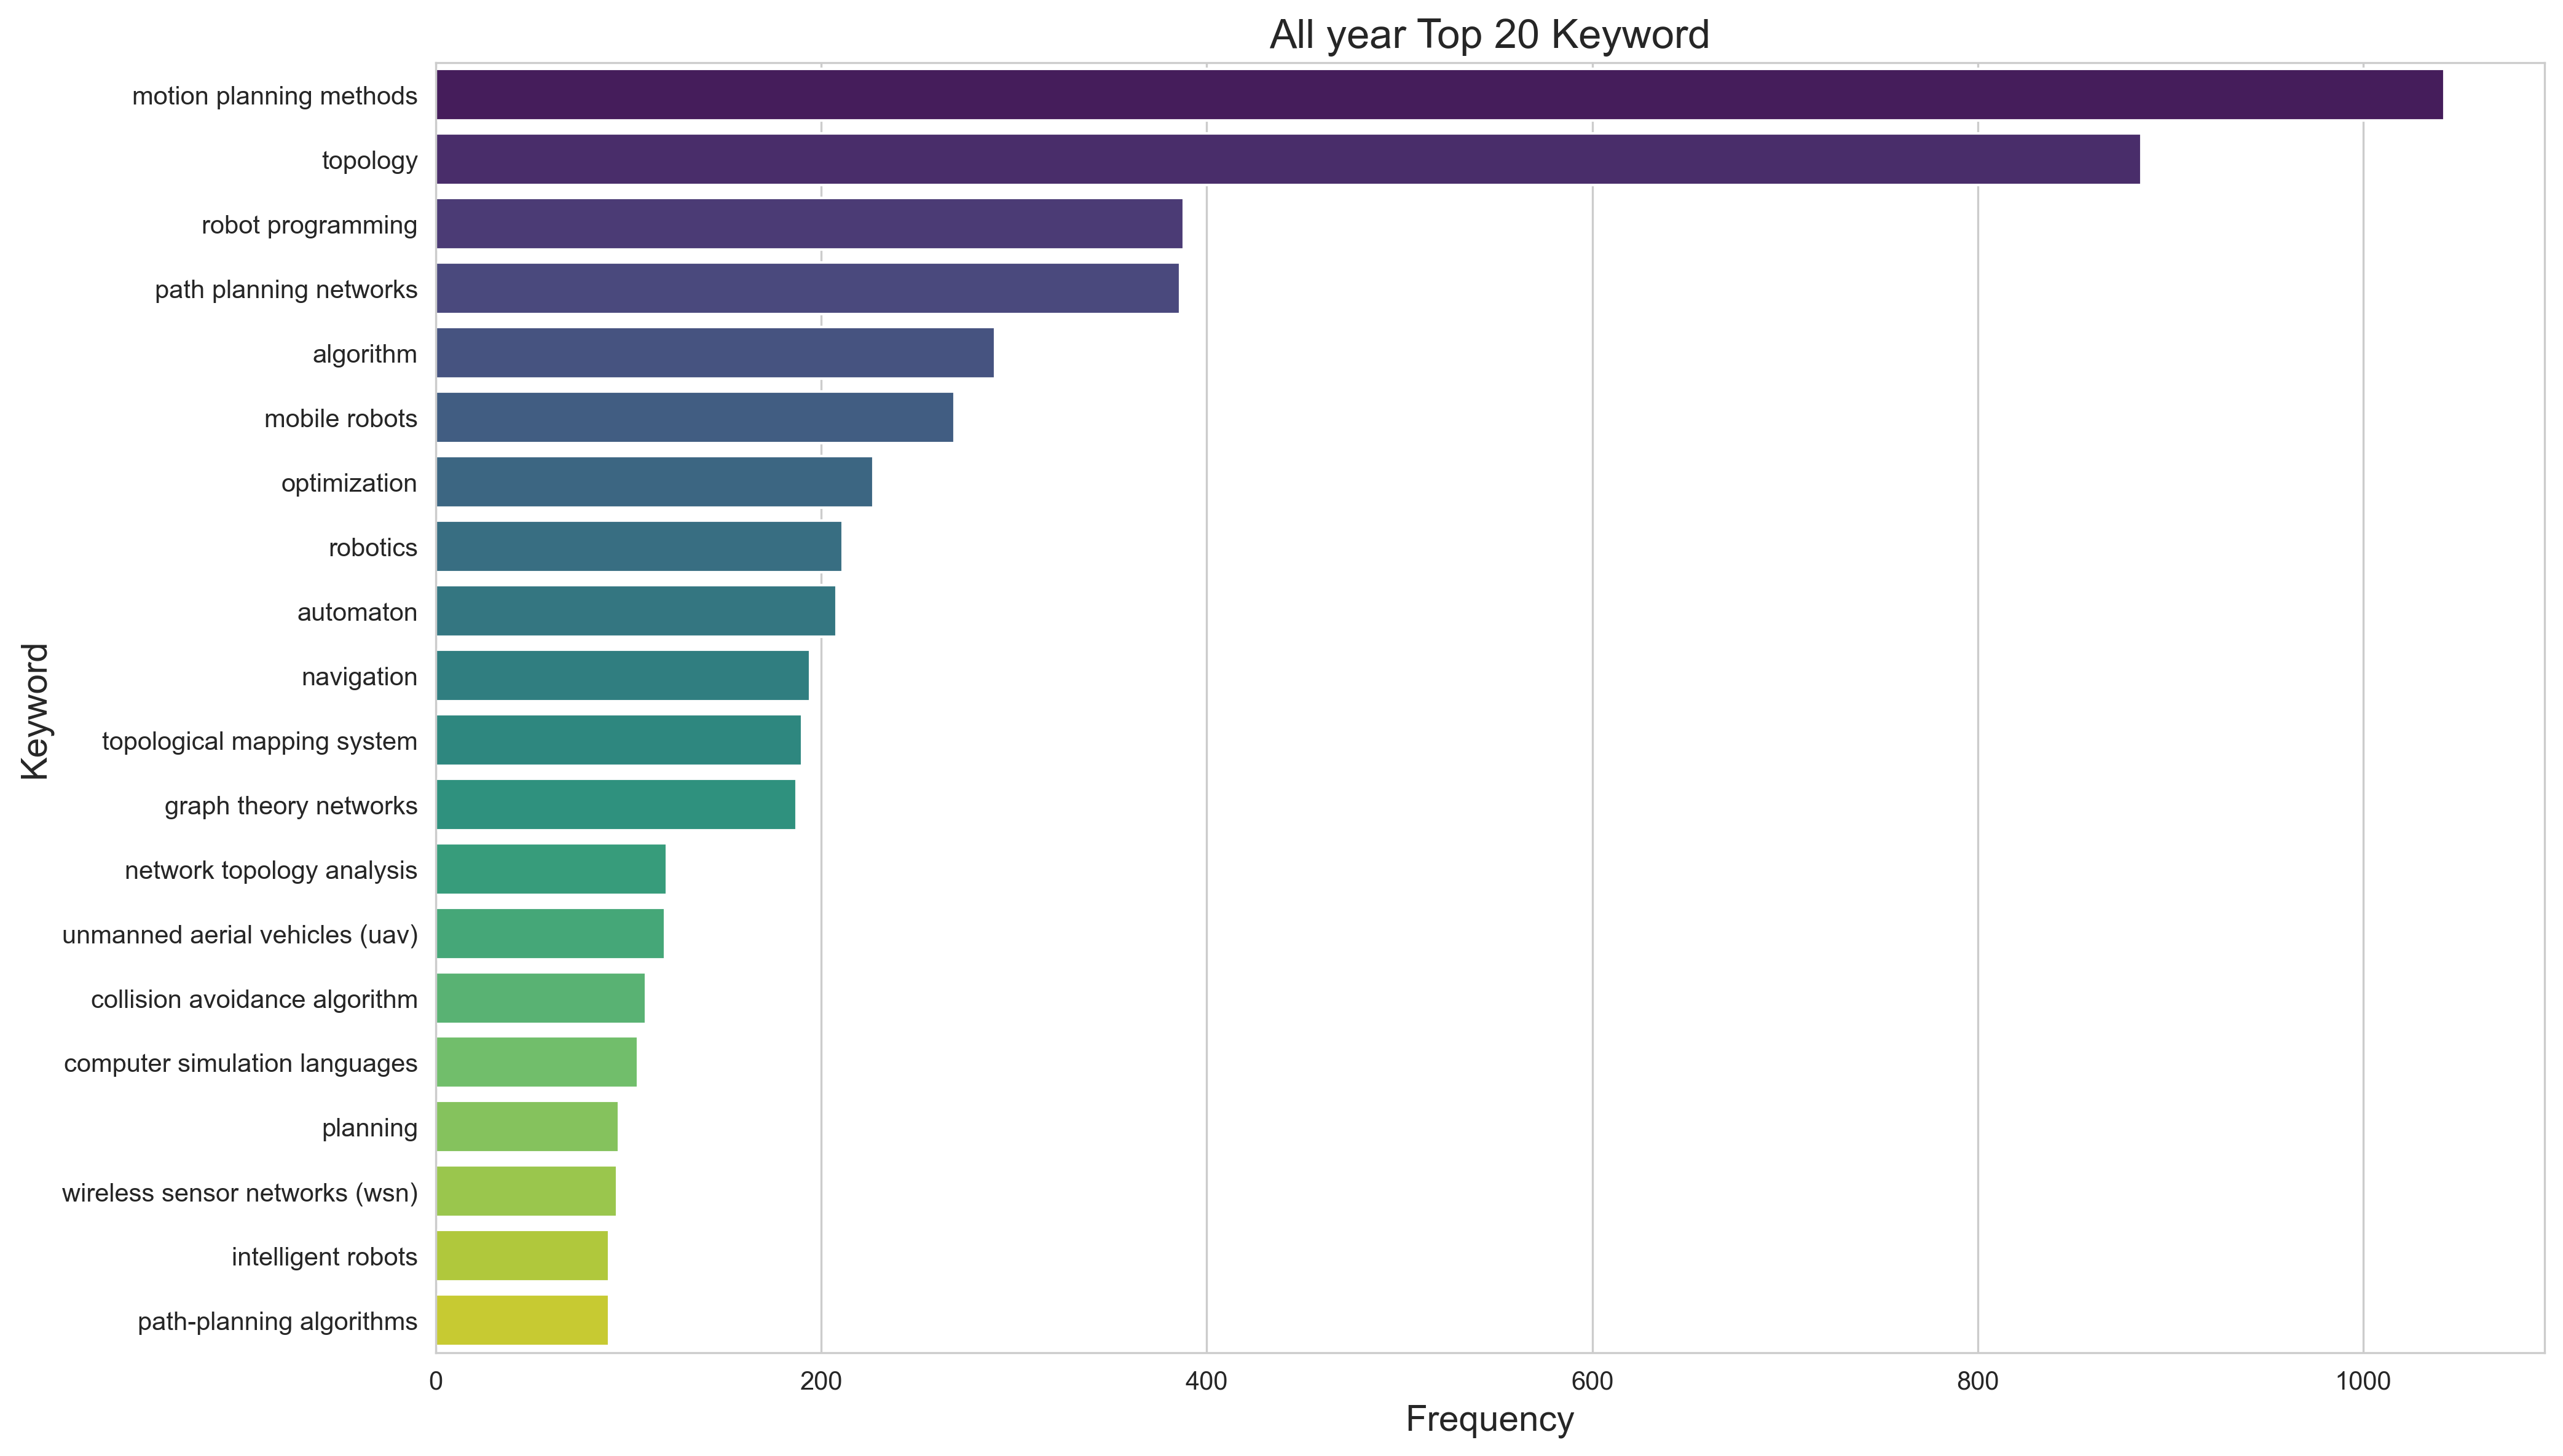 All year Top 20 Keyword
motion planning methods
topology
robot programming
path planning networks
algorithm
mobile robots
optimization
robotics
automaton
navigation
topological mapping system
graph theory networks
network topology analysis
unmanned aerial vehicles (uav)
collision avoidance algorithm
computer simulation languages
planning
wireless sensor networks (wsn)
intelligent robots
path-planning algorithms
Keyword
0 200 400 600 800 1000
Frequency